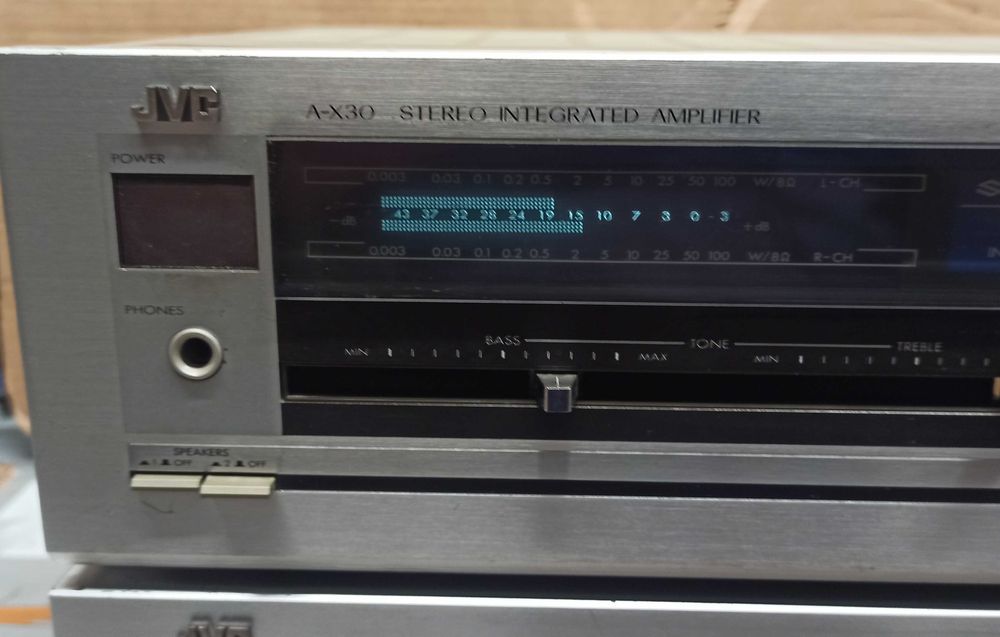 JVC
A-X30 STEREO INTEGRATED AMPLIFIER
POWER
0.003 0.03 0.1 0.2 0.5 2 5 10 25 50 100 W/8Ω L-CH
-dB 43 37 32 28 24 19 15 10 7 3 0 3 +dB
0.003 0.03 0.1 0.2 0.5 2 5 10 25 50 100 W/8Ω R-CH
PHONES
BASS TONE TREBLE
MIN MAX MIN
SPEAKERS
1 OFF 2 OFF
JVC